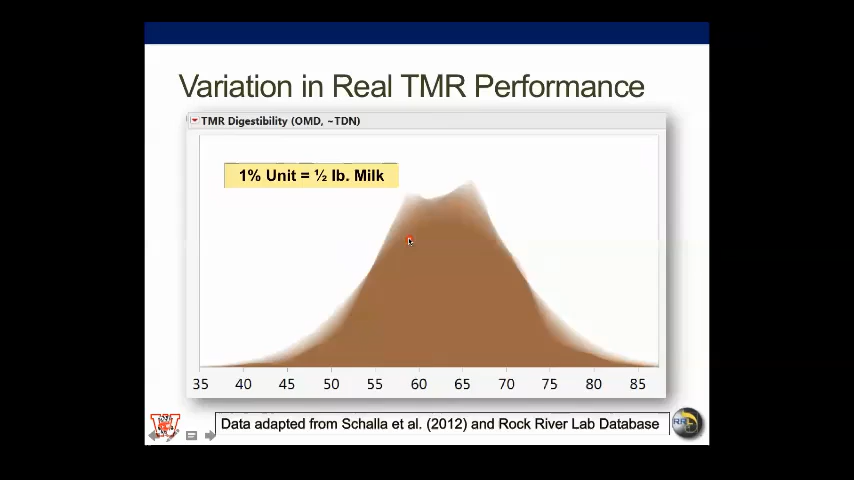 Variation in Real TMR Performance
TMR Digestibility (OMD, ~TDN)
1% Unit = ½ lb. Milk
35 40 45 50 55 60 65 70 75 80 85
Data adapted from Schalla et al. (2012) and Rock River Lab Database